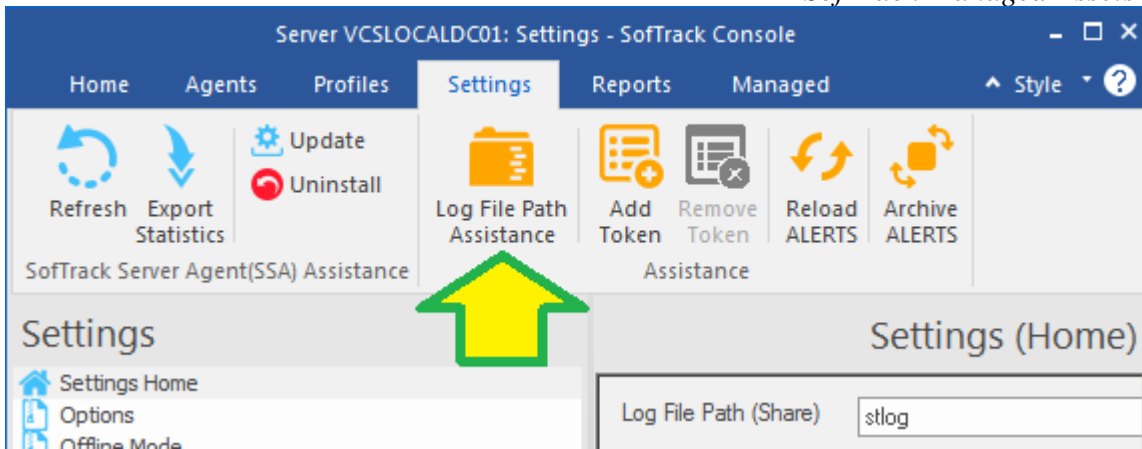 Server VCSLOCALDC01: Settings - SofTrack Console
Home Agents Profiles Settings Reports Managed Style ?
Refresh
Export
Statistics
Update
Uninstall
Log File Path
Assistance
Add
Token
Remove
Token
Reload
ALERTS
Archive
ALERTS
SofTrack Server Agent(SSA) Assistance
Assistance
Settings
Settings (Home)
Settings Home
Options
Offline Mode
Log File Path (Share) stlog